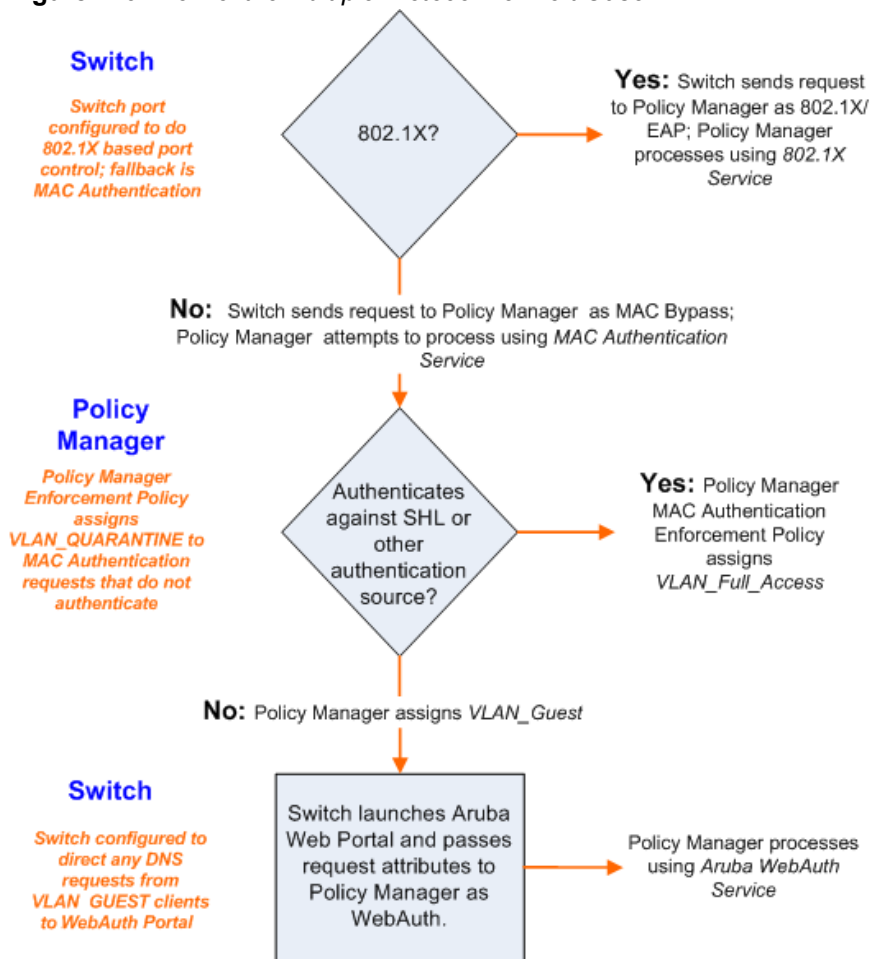 Switch
Switch port
configured to do
802.1X based port
control; fallback is
MAC Authentication
802.1X?
Yes: Switch sends request
to Policy Manager as 802.1X/
EAP; Policy Manager
processes using 802.1X
Service
No: Switch sends request to Policy Manager as MAC Bypass;
Policy Manager attempts to process using MAC Authentication
Service
Policy
Manager
Policy Manager
Enforcement Policy
assigns
VLAN_QUARANTINE to
MAC Authentication
requests that do not
authenticate
Authenticates
against SHL or
other
authentication
source?
Yes: Policy Manager
MAC Authentication
Enforcement Policy
assigns
VLAN_Full_Access
No: Policy Manager assigns VLAN_Guest
Switch
Switch configured to
direct any DNS
requests from
VLAN_GUEST clients
to WebAuth Portal
Switch launches Aruba
Web Portal and passes
request attributes to
Policy Manager as
WebAuth.
Policy Manager processes
using Aruba WebAuth
Service